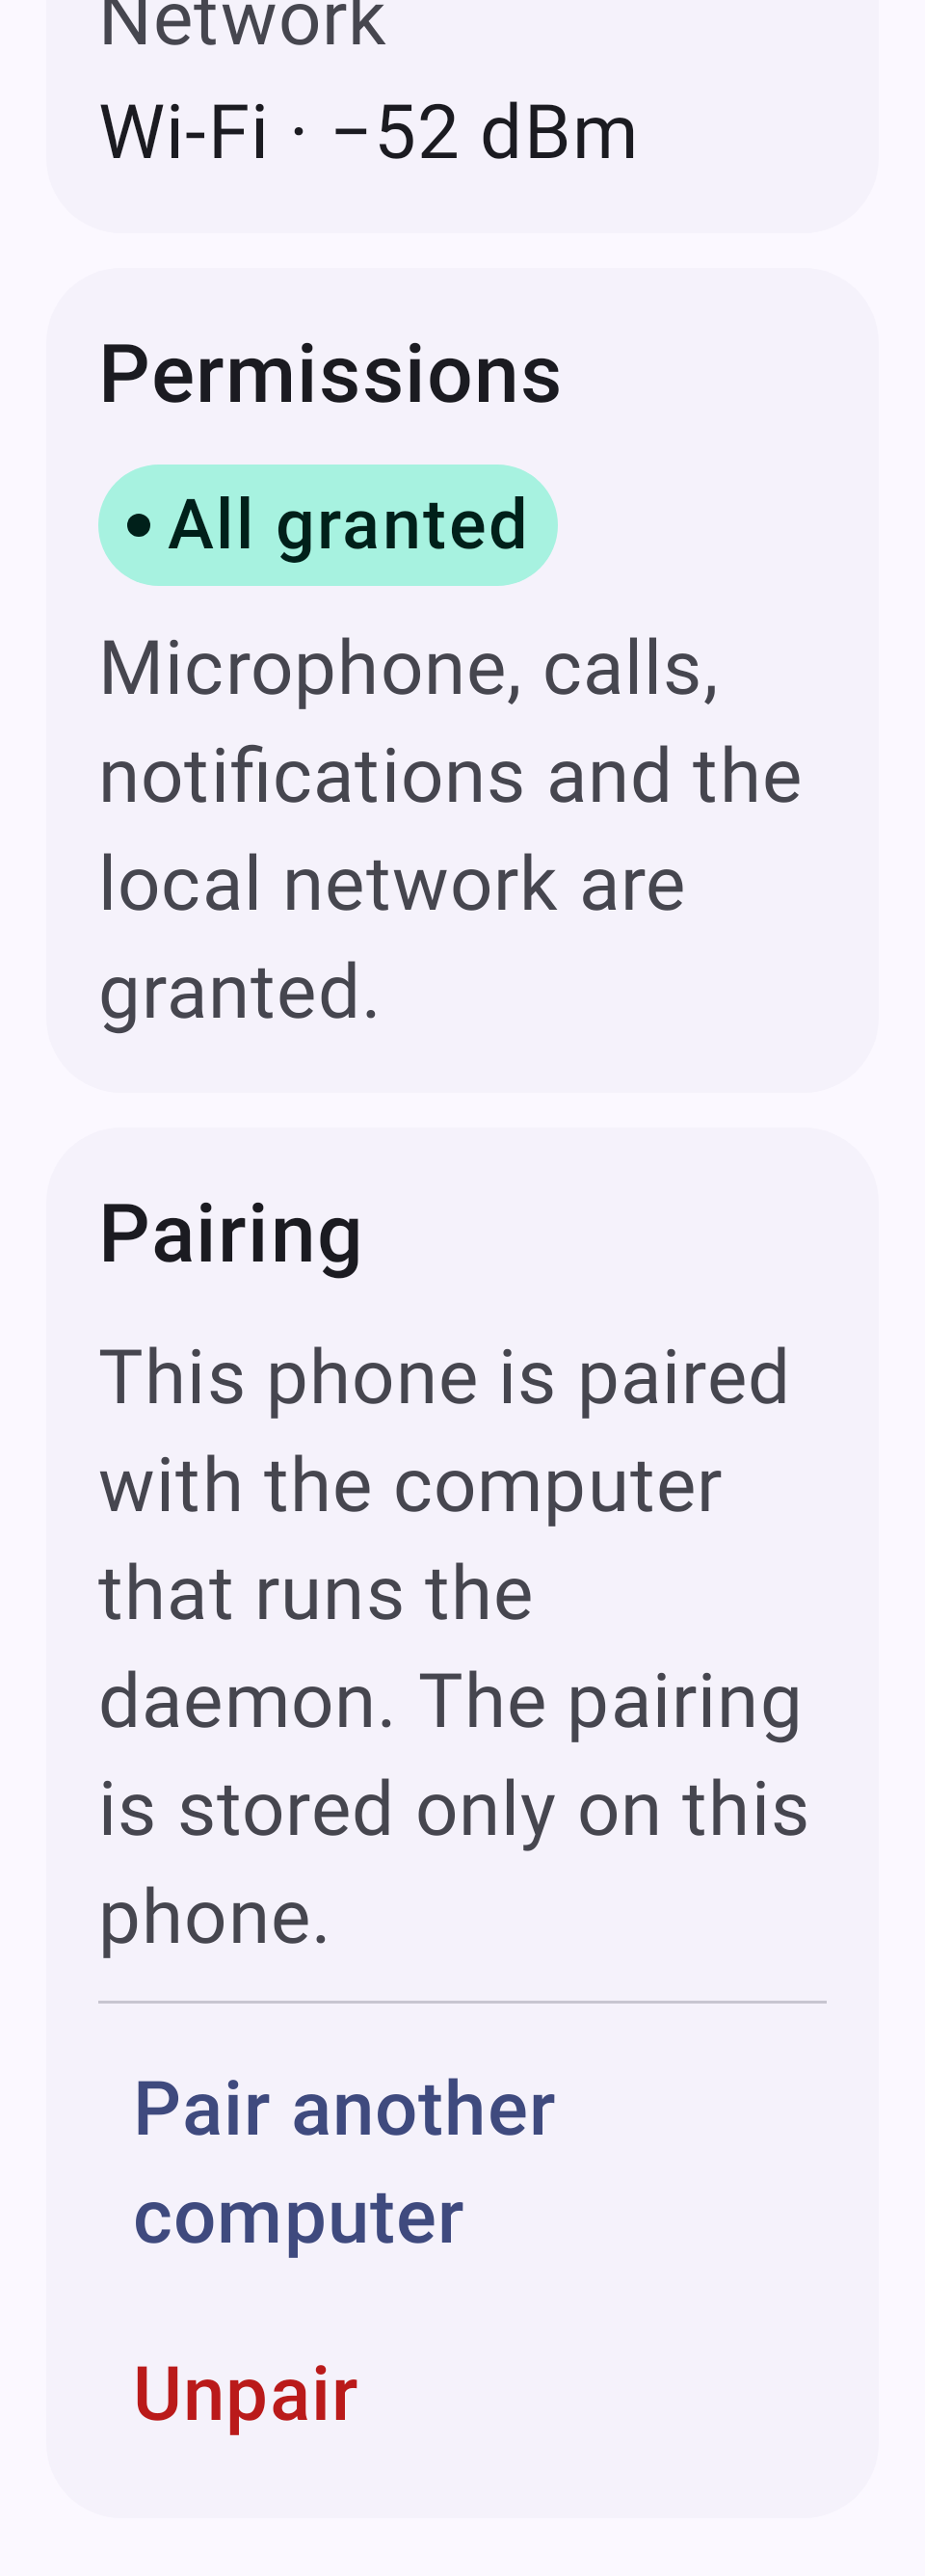 Network
Wi-Fi · −52 dBm
Permissions
All granted
Microphone, calls,
notifications and the
local network are
granted.
Pairing
This phone is paired
with the computer
that runs the
daemon. The pairing
is stored only on this
phone.
Pair another
computer
Unpair